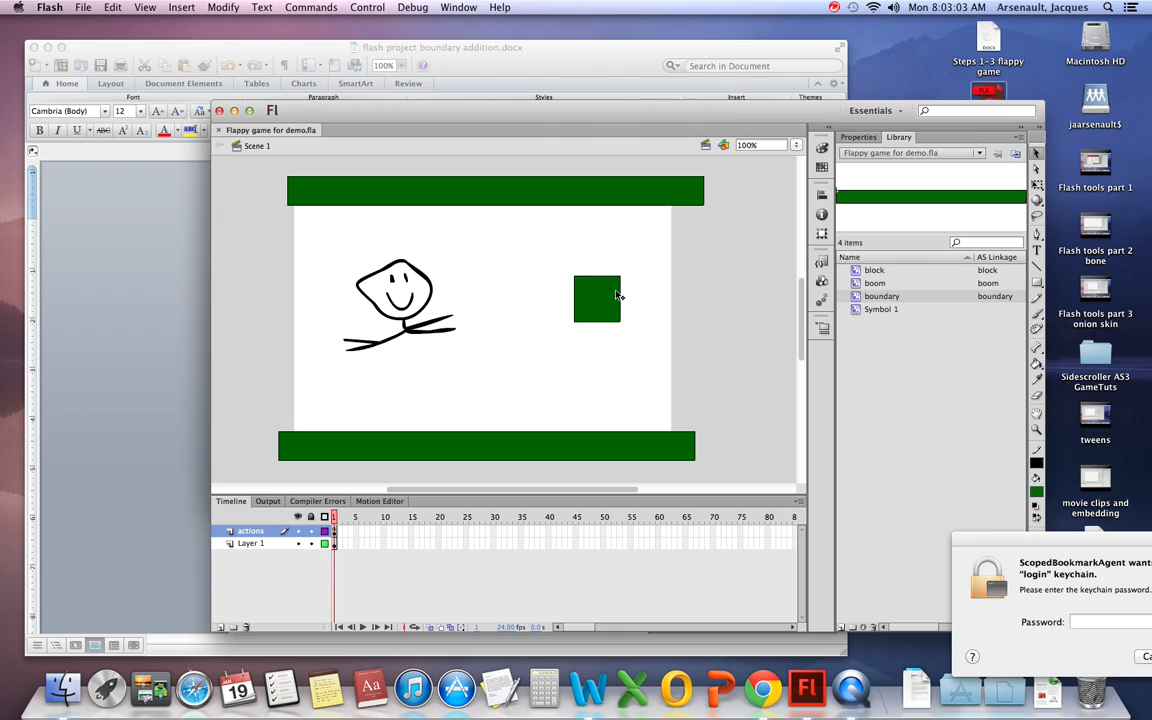 Flash File Edit View Insert Modify Text Commands Control Debug Window Help Mon 8:03:03 AM Arsenault, Jacques
flash project boundary addition.docx
100%
Search in Document
Home Layout Document Elements Tables Charts SmartArt Review
Font Paragraph Styles Insert Themes
Cambria (Body) 12
B I U ABC
Fl
Essentials
Flappy game for demo.fla
Scene 1
100%
Properties Library
Flappy game for demo.fla
4 items
Name AS Linkage
block block
boom boom
boundary boundary
Symbol 1
Timeline Output Compiler Errors Motion Editor
1 5 10 15 20 25 30 35 40 45 50 55 60 65 70 75 80 8
actions
Layer 1
1 24.00 fps 0.0 s
Steps 1-3 flappy
game
Macintosh HD
jaarsenault$
Flash tools part 1
Flash tools part 2
bone
Flash tools part 3
onion skin
Sidescroller AS3
GameTuts
tweens
movie clips and
embedding
ScopedBookmarkAgent wants
"login" keychain.
Please enter the keychain password.
Password:
?
Ca
JAN
19
Fl